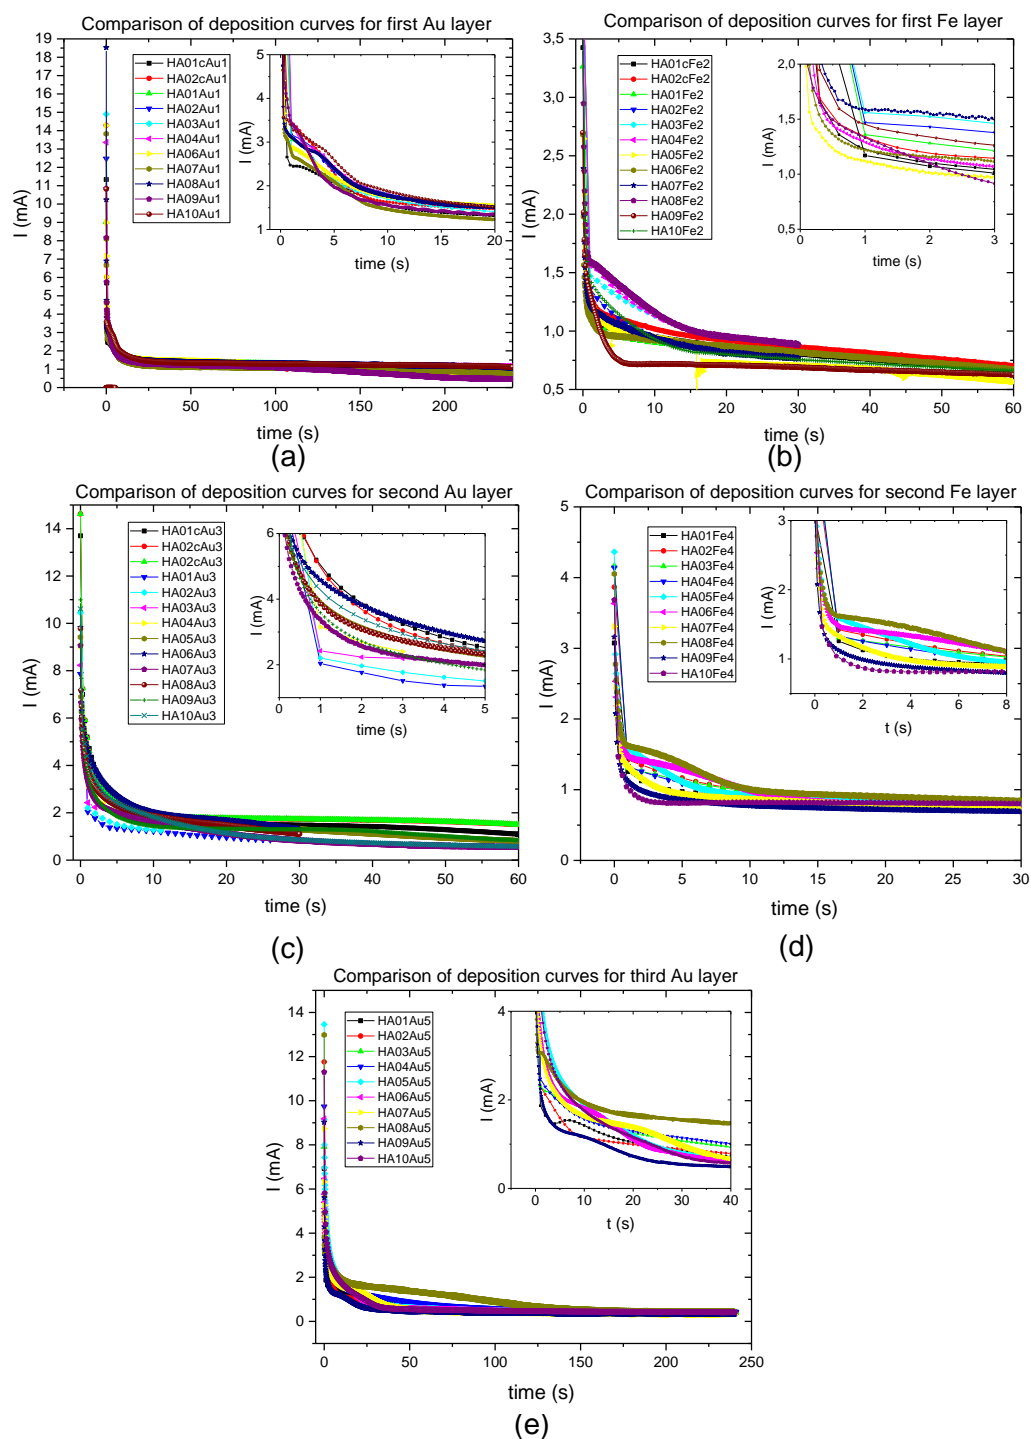 Comparison of deposition curves for first Au layer
I (mA)
19
18
17
16
15
14
13
12
11
10
9
8
7
6
5
4
3
2
1
0
HA01cAu1
HA02cAu1
HA01Au1
HA02Au1
HA03Au1
HA04Au1
HA06Au1
HA07Au1
HA08Au1
HA09Au1
HA10Au1
I (mA)
5
4
3
2
1
0 5 10 15 20
time (s)
0 50 100 150 200
time (s)
(a)
Comparison of deposition curves for first Fe layer
I (mA)
3,5
3,0
2,5
2,0
1,5
1,0
0,5
HA01cFe2
HA02cFe2
HA01Fe2
HA02Fe2
HA03Fe2
HA04Fe2
HA05Fe2
HA06Fe2
HA07Fe2
HA08Fe2
HA09Fe2
HA10Fe2
I (mA)
2,0
1,5
1,0
0,5
0 1 2 3
time (s)
0 10 20 30 40 50 60
time (s)
(b)
Comparison of deposition curves for second Au layer
I (mA)
14
12
10
8
6
4
2
0
HA01cAu3
HA02cAu3
HA02cAu3
HA01Au3
HA02Au3
HA03Au3
HA04Au3
HA05Au3
HA06Au3
HA07Au3
HA08Au3
HA09Au3
HA10Au3
I (mA)
6
4
2
0 1 2 3 4 5
time (s)
0 10 20 30 40 50 60
time (s)
(c)
Comparison of deposition curves for second Fe layer
I (mA)
5
4
3
2
1
0
HA01Fe4
HA02Fe4
HA03Fe4
HA04Fe4
HA05Fe4
HA06Fe4
HA07Fe4
HA08Fe4
HA09Fe4
HA10Fe4
I (mA)
3
2
1
0 2 4 6 8
t (s)
0 5 10 15 20 25 30
time (s)
(d)
Comparison of deposition curves for third Au layer
I (mA)
14
12
10
8
6
4
2
0
HA01Au5
HA02Au5
HA03Au5
HA04Au5
HA05Au5
HA06Au5
HA07Au5
HA08Au5
HA09Au5
HA10Au5
I (mA)
4
2
0
0 10 20 30 40
t (s)
0 50 100 150 200 250
time (s)
(e)